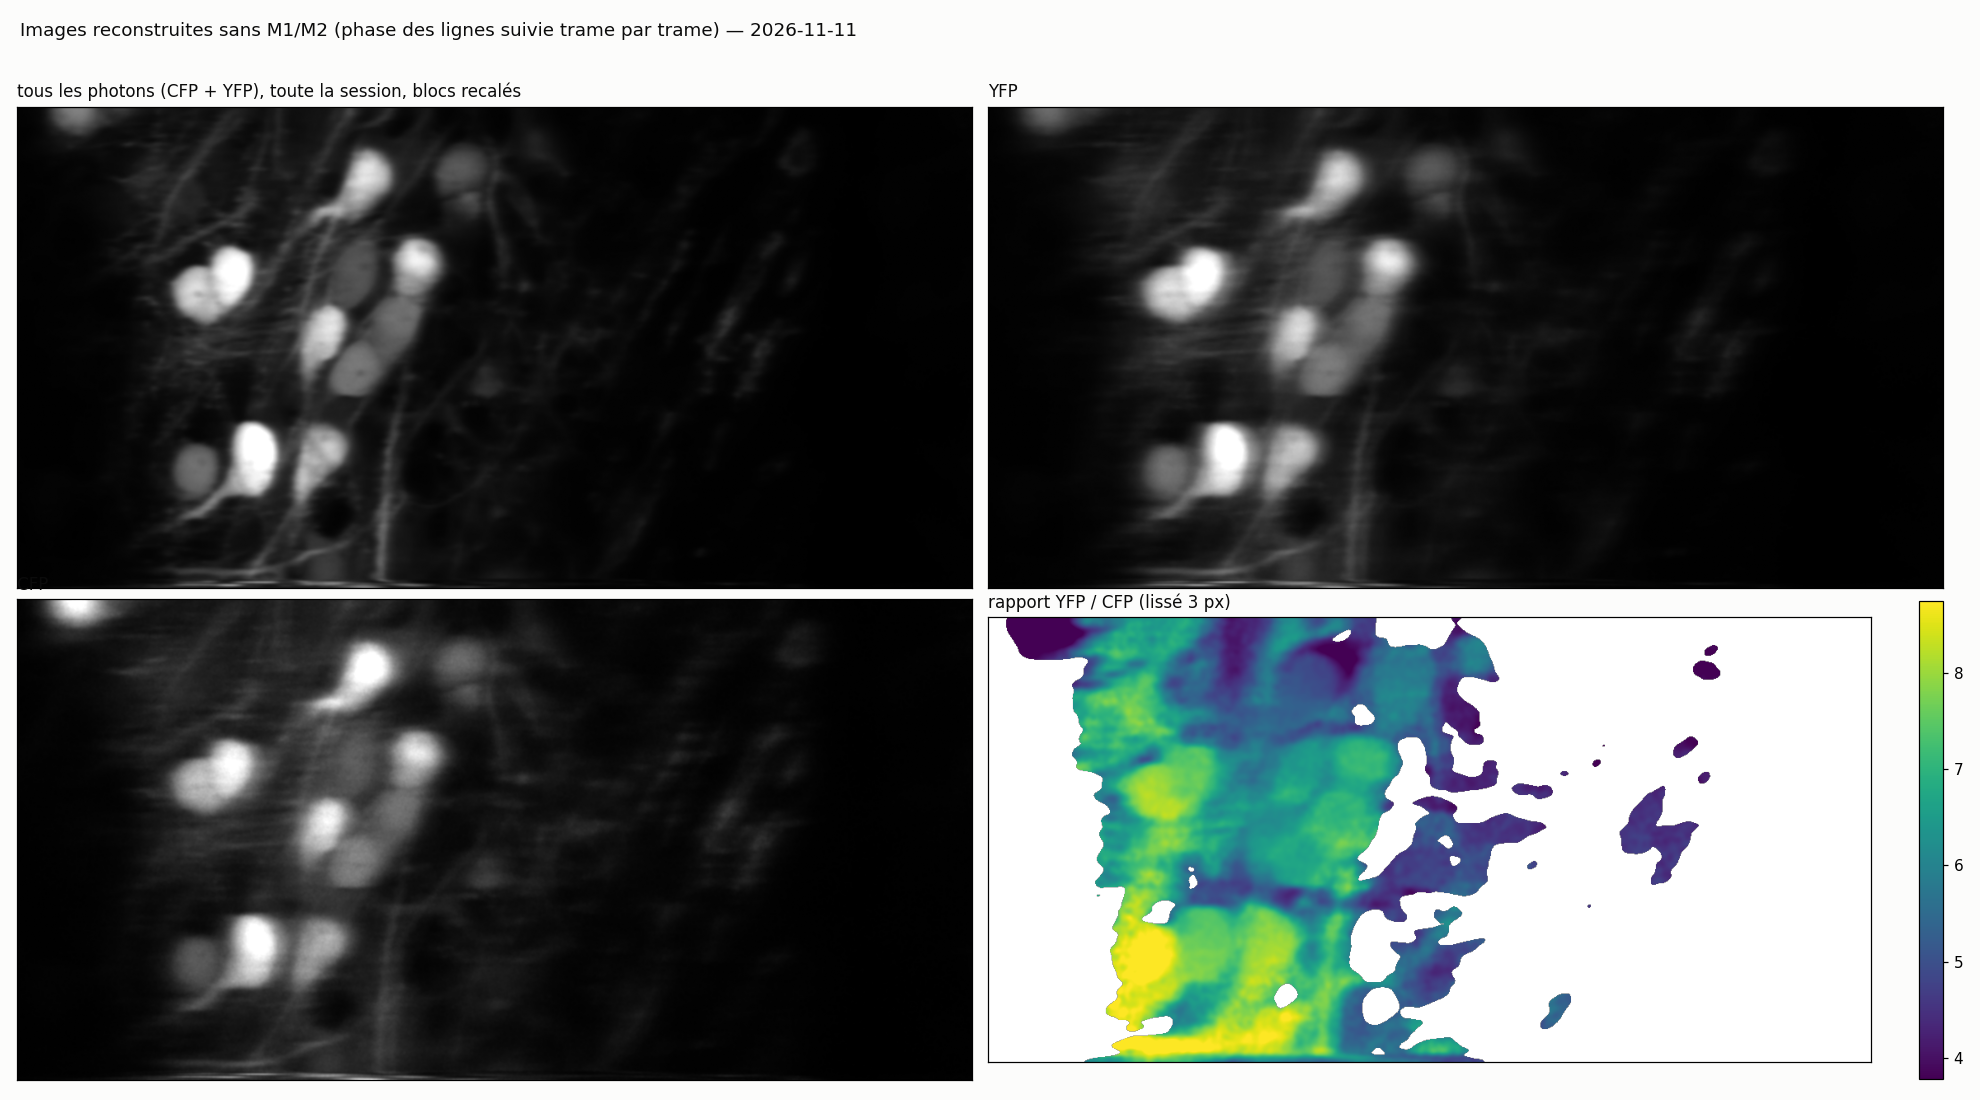 Images reconstruites sans M1/M2 (phase des lignes suivie trame par trame) — 2026-11-11
tous les photons (CFP + YFP), toute la session, blocs recalés
YFP
CFP
rapport YFP / CFP (lissé 3 px)
8
7
6
5
4